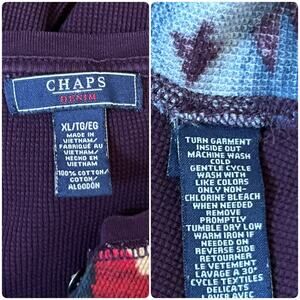 CHAPS
DENIM
XL/TG/EG
MADE IN
VIETNAM/
FABRIQUÉ AU
VIETNAM/
HECHO EN
VIETNAM
100% COTTON/
COTON/
ALGODÓN
TURN GARMENT
INSIDE OUT
MACHINE WASH
COLD
GENTLE CYCLE
WASH WITH
LIKE COLORS
ONLY NON-
CHLORINE BLEACH
WHEN NEEDED
REMOVE
PROMPTLY
TUMBLE DRY LOW
WARM IRON IF
NEEDED ON
REVERSE SIDE
RETOURNER
LE VETEMENT
LAVAGE A 30°
CYCLE TEXTILES
DELICATS
LAVER AVEC